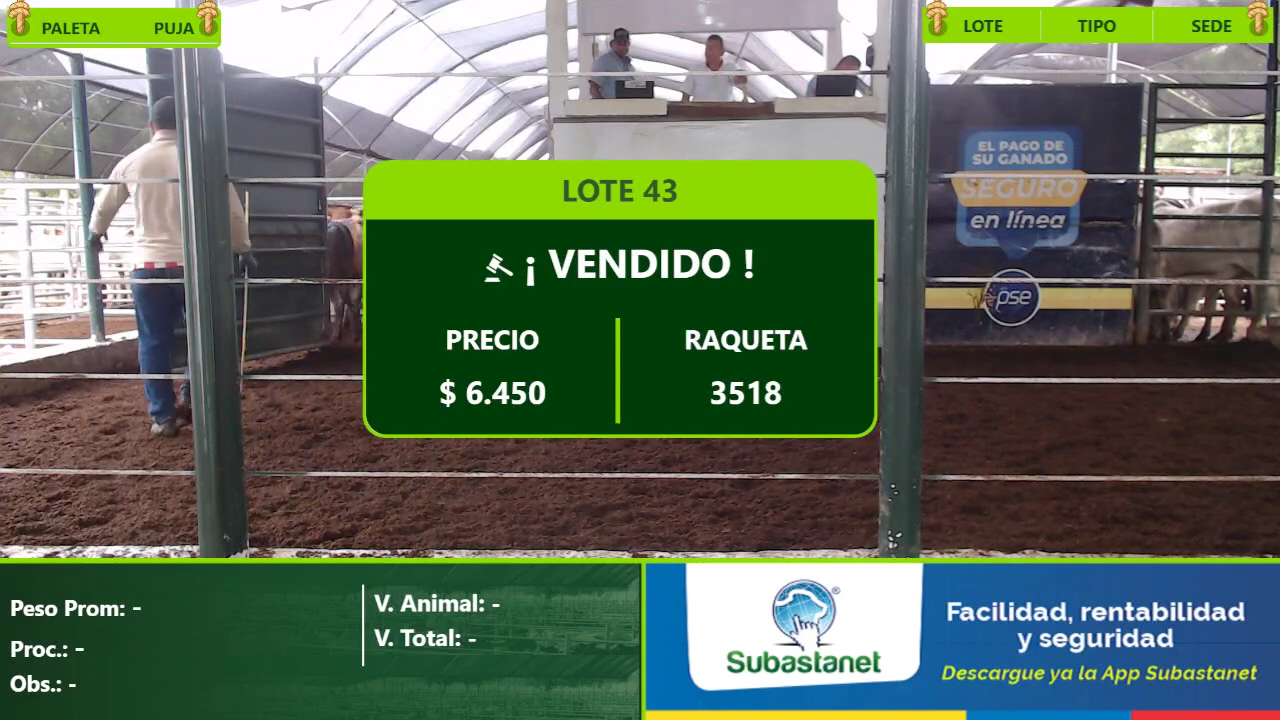 PALETA PUJA
LOTE TIPO SEDE
EL PAGO DE
SU GANADO
SEGURO
en línea
pse
LOTE 43
¡ VENDIDO !
PRECIO RAQUETA
$ 6.450 3518
Peso Prom: -
Proc.: -
Obs.: -
V. Animal: -
V. Total: -
Subastanet
Facilidad, rentabilidad
y seguridad
Descargue ya la App Subastanet